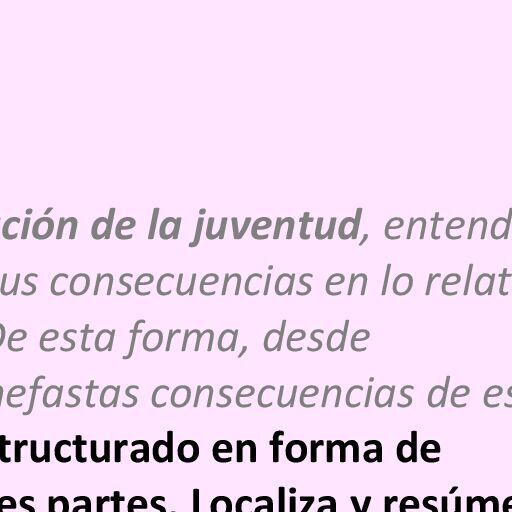 ción de la juventud, entend
us consecuencias en lo relat
De esta forma, desde
nefastas consecuencias de es
tructurado en forma de
es partes. Localiza y resúme